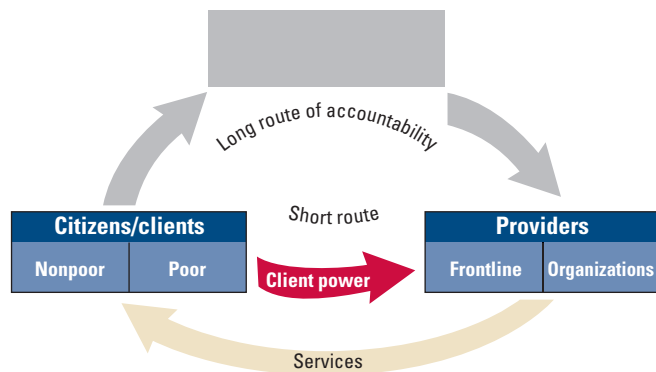 Long route of accountability
Short route
Citizens/clients
Nonpoor
Poor
Client power
Providers
Frontline
Organizations
Services